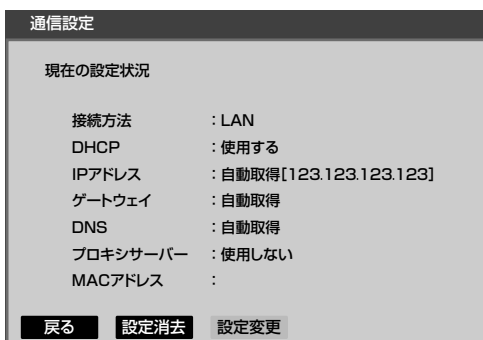 通信設定
現在の設定状況
接続方法 : LAN
DHCP : 使用する
IPアドレス : 自動取得[123.123.123.123]
ゲートウェイ : 自動取得
DNS : 自動取得
プロキシサーバー : 使用しない
MACアドレス :
戻る 設定消去 設定変更